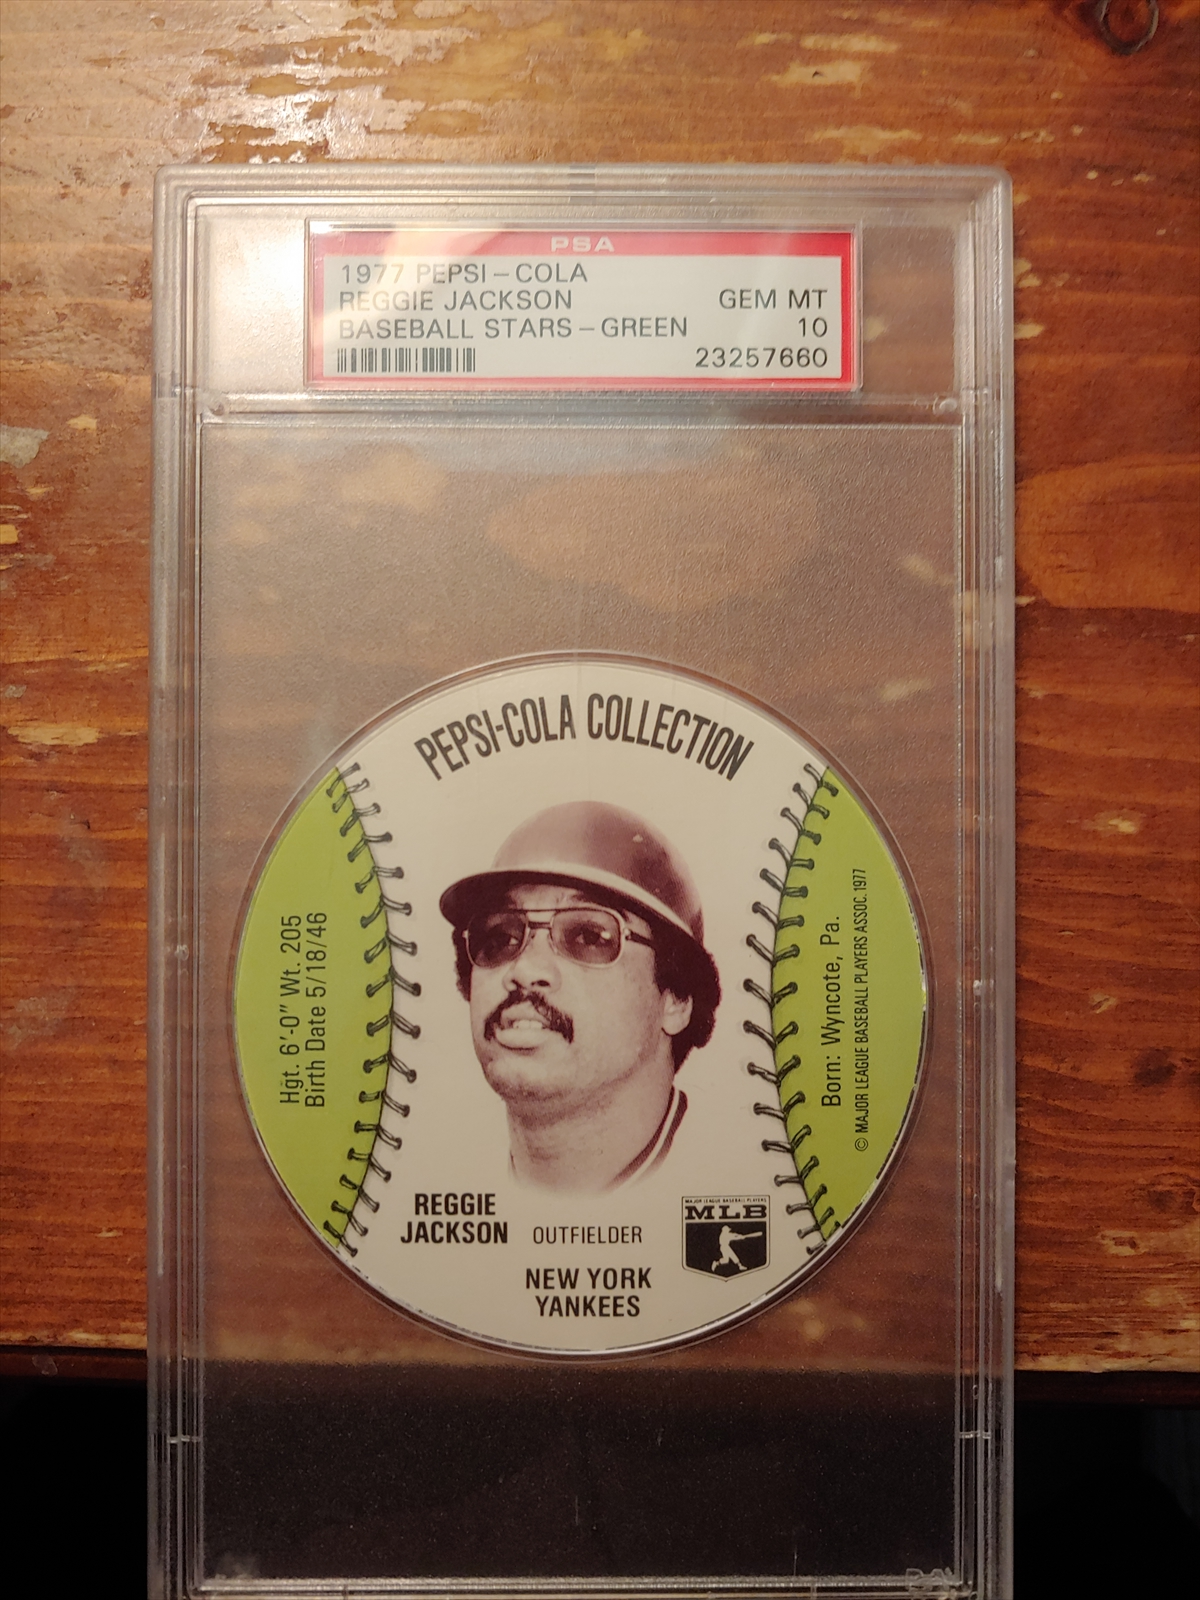 PSA
1977 PEPSI-COLA
REGGIE JACKSON GEM MT
BASEBALL STARS-GREEN 10
23257660
PEPSI-COLA COLLECTION
Hgt. 6'-0" Wt. 205
Birth Date 5/18/46
Born: Wyncote, Pa.
© MAJOR LEAGUE BASEBALL PLAYERS ASSOC. 1977
REGGIE
JACKSON OUTFIELDER
MAJOR LEAGUE BASEBALL PLAYERS
MLB
NEW YORK
YANKEES